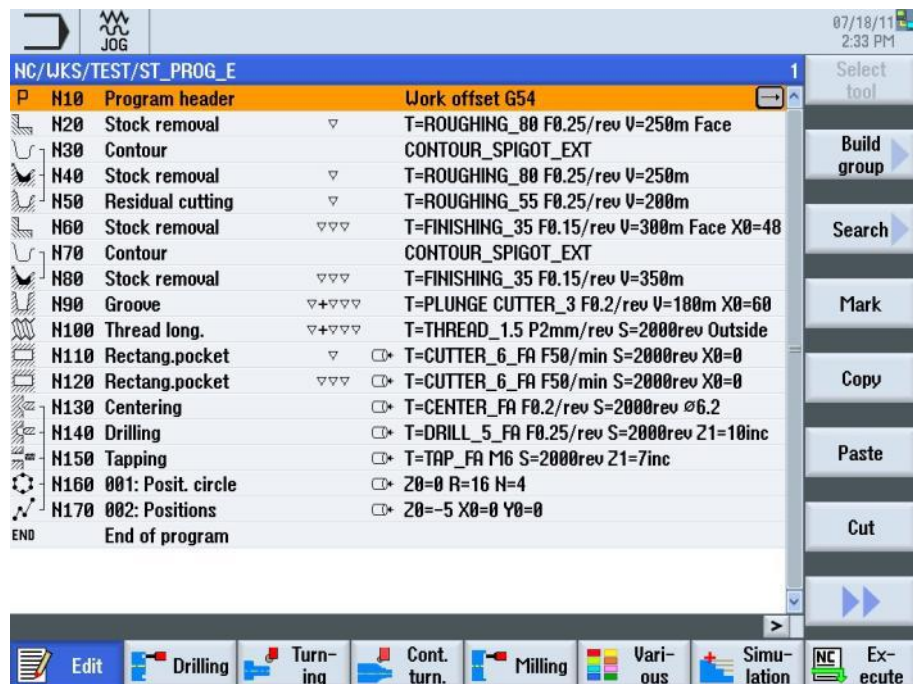 JOG
07/18/11
2:33 PM
NC/WKS/TEST/ST_PROG_E 1
P N10 Program header Work offset G54
N20 Stock removal ▽ T=ROUGHING_80 F0.25/rev V=250m Face
N30 Contour CONTOUR_SPIGOT_EXT
N40 Stock removal ▽ T=ROUGHING_80 F0.25/rev V=250m
N50 Residual cutting ▽ T=ROUGHING_55 F0.25/rev V=200m
N60 Stock removal ▽▽▽ T=FINISHING_35 F0.15/rev V=300m Face X0=48
N70 Contour CONTOUR_SPIGOT_EXT
N80 Stock removal ▽▽▽ T=FINISHING_35 F0.15/rev V=350m
N90 Groove ▽+▽▽▽ T=PLUNGE CUTTER_3 F0.2/rev V=180m X0=60
N100 Thread long. ▽+▽▽▽ T=THREAD_1.5 P2mm/rev S=2000rev Outside
N110 Rectang.pocket ▽ T=CUTTER_6_FA F50/min S=2000rev X0=0
N120 Rectang.pocket ▽▽▽ T=CUTTER_6_FA F50/min S=2000rev X0=0
N130 Centering T=CENTER_FA F0.2/rev S=2000rev ø6.2
N140 Drilling T=DRILL_5_FA F0.25/rev S=2000rev Z1=10inc
N150 Tapping T=TAP_FA M6 S=2000rev Z1=7inc
N160 001: Posit. circle Z0=0 R=16 N=4
N170 002: Positions Z0=-5 X0=0 Y0=0
END End of program
Select
tool
Build
group
Search
Mark
Copy
Paste
Cut
>
Edit
Drilling
Turn-
ing
Cont.
turn.
Milling
Vari-
ous
Simu-
lation
NC
Ex-
ecute